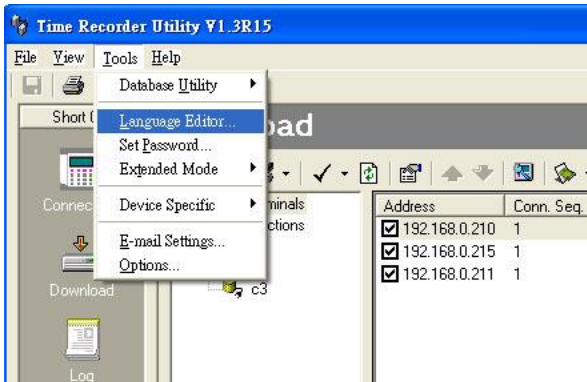 Time Recorder Utility V1.3R15
File View Tools Help
Database Utility
Language Editor...
Set Password...
Extended Mode
Device Specific
E-mail Settings...
Options...
Short
oad
Connec
Download
Log
minals
ctions
c3
Address Conn. Seq.
192.168.0.210 1
192.168.0.215 1
192.168.0.211 1